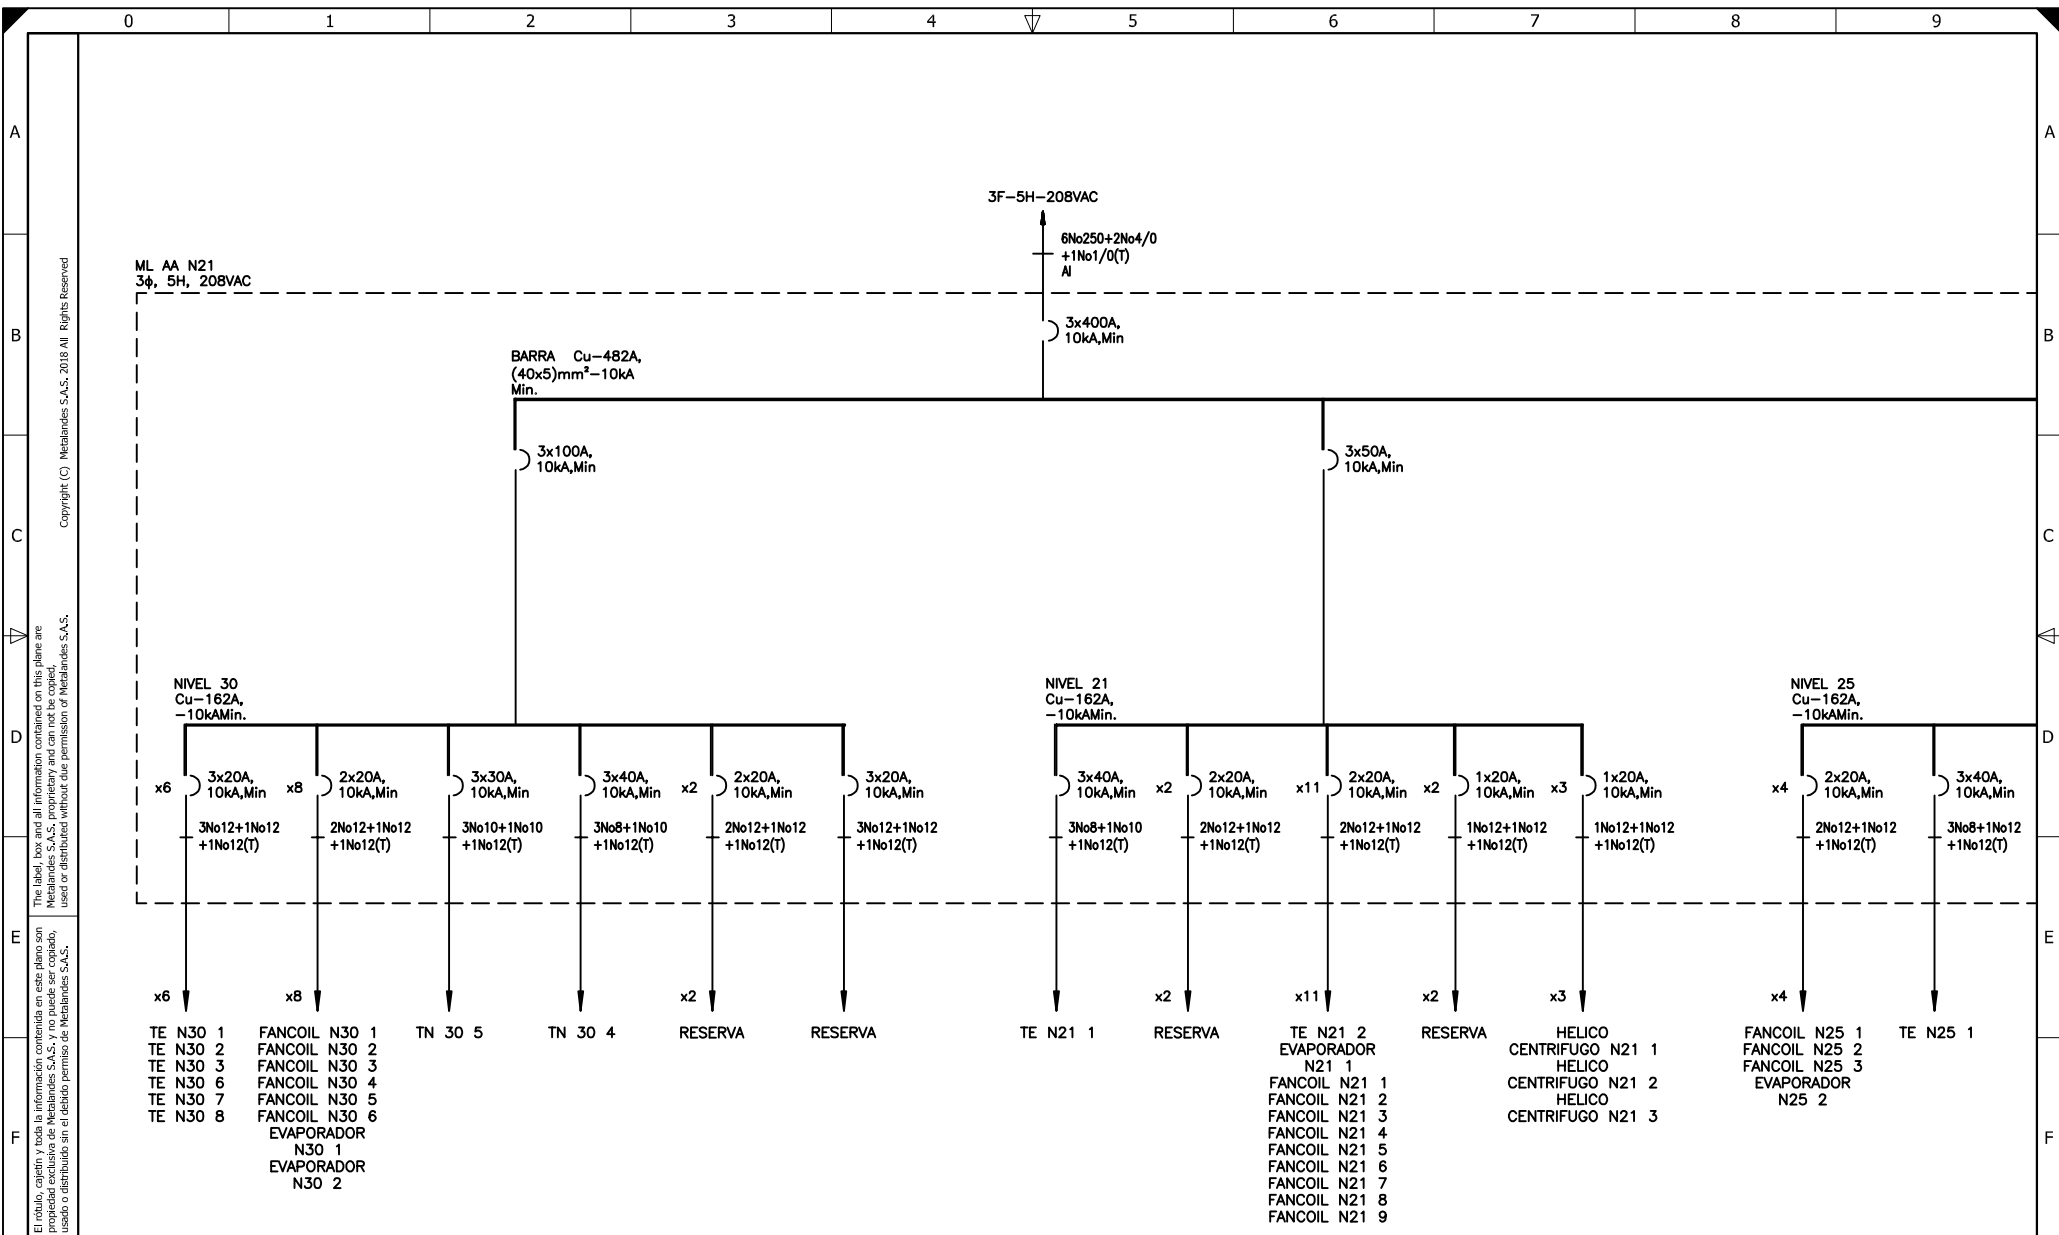 0 1 2 3 4 5 6 7 8 9
A
A
3F-5H-208VAC
6No250+2No4/0
+1No1/0(T)
Al
ML AA N21
3ϕ, 5H, 208VAC
B
B
3x400A,
10kA,Min
BARRA Cu-482A,
(40x5)mm²-10kA
Min.
3x100A,
10kA,Min
3x50A,
10kA,Min
C
C
NIVEL 30
Cu-162A,
-10kAMin.
NIVEL 21
Cu-162A,
-10kAMin.
NIVEL 25
Cu-162A,
-10kAMin.
D
D
x6
3x20A,
10kA,Min
x8
2x20A,
10kA,Min
3x30A,
10kA,Min
3x40A,
10kA,Min
x2
2x20A,
10kA,Min
3x20A,
10kA,Min
3x40A,
10kA,Min
x2
2x20A,
10kA,Min
x11
2x20A,
10kA,Min
x2
1x20A,
10kA,Min
x3
1x20A,
10kA,Min
x4
2x20A,
10kA,Min
3x40A,
10kA,Min
3No12+1No12
+1No12(T)
2No12+1No12
+1No12(T)
3No10+1No10
+1No12(T)
3No8+1No10
+1No12(T)
2No12+1No12
+1No12(T)
3No12+1No12
+1No12(T)
3No8+1No10
+1No12(T)
2No12+1No12
+1No12(T)
2No12+1No12
+1No12(T)
1No12+1No12
+1No12(T)
1No12+1No12
+1No12(T)
2No12+1No12
+1No12(T)
3No8+1No12
+1No12(T)
E
E
x6
x8
x2
x2
x11
x2
x3
x4
TE N30 1
TE N30 2
TE N30 3
TE N30 6
TE N30 7
TE N30 8
FANCOIL N30 1
FANCOIL N30 2
FANCOIL N30 3
FANCOIL N30 4
FANCOIL N30 5
FANCOIL N30 6
EVAPORADOR
N30 1
EVAPORADOR
N30 2
TN 30 5
TN 30 4
RESERVA
RESERVA
TE N21 1
RESERVA
TE N21 2
EVAPORADOR
N21 1
FANCOIL N21 1
FANCOIL N21 2
FANCOIL N21 3
FANCOIL N21 4
FANCOIL N21 5
FANCOIL N21 6
FANCOIL N21 7
FANCOIL N21 8
FANCOIL N21 9
RESERVA
HELICO
CENTRIFUGO N21 1
HELICO
CENTRIFUGO N21 2
HELICO
CENTRIFUGO N21 3
FANCOIL N25 1
FANCOIL N25 2
FANCOIL N25 3
EVAPORADOR
N25 2
TE N25 1
F
F
The label, box and all information contained on this plane are
Metalandes S.A.S. proprietary and can not be copied,
used or distributed without due permission of Metalandes S.A.S.
Copyright (C) Metalandes S.A.S. 2018 All Rights Reserved
El rótulo, cajetín y toda la información contenida en este plano son
propiedad exclusiva de Metalandes S.A.S. y no puede ser copiado,
usado o distribuido sin el debido permiso de Metalandes S.A.S.